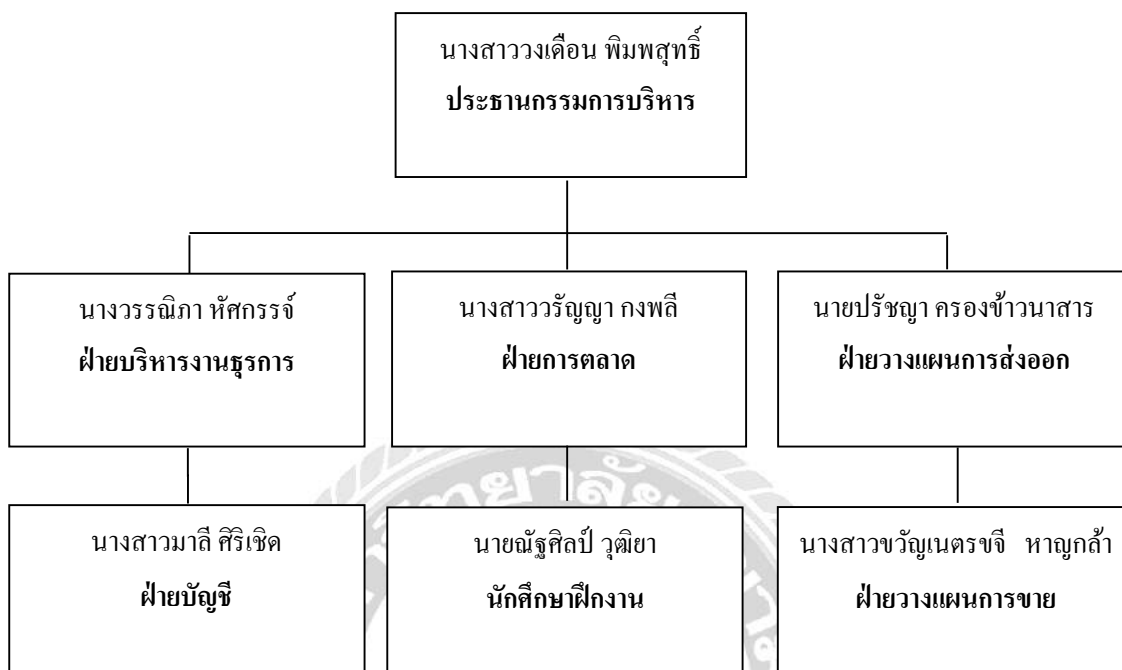 นางสาววงเดือน พิมพสุทธิ์
ประธานกรรมการบริหาร
นางวรรณิภา หัศกรรจ์
ฝ่ายบริหารงานธุรการ
นางสาววรัญญา กงพลี
ฝ่ายการตลาด
นายปรัชญา ครองข้าวนาสาร
ฝ่ายวางแผนการส่งออก
นางสาวมาลี ศิริเชิด
ฝ่ายบัญชี
นายณัฐศิลป์ วุฒิยา
นักศึกษาฝึกงาน
นางสาวขวัญเนตรขจี หาญกล้า
ฝ่ายวางแผนการขาย